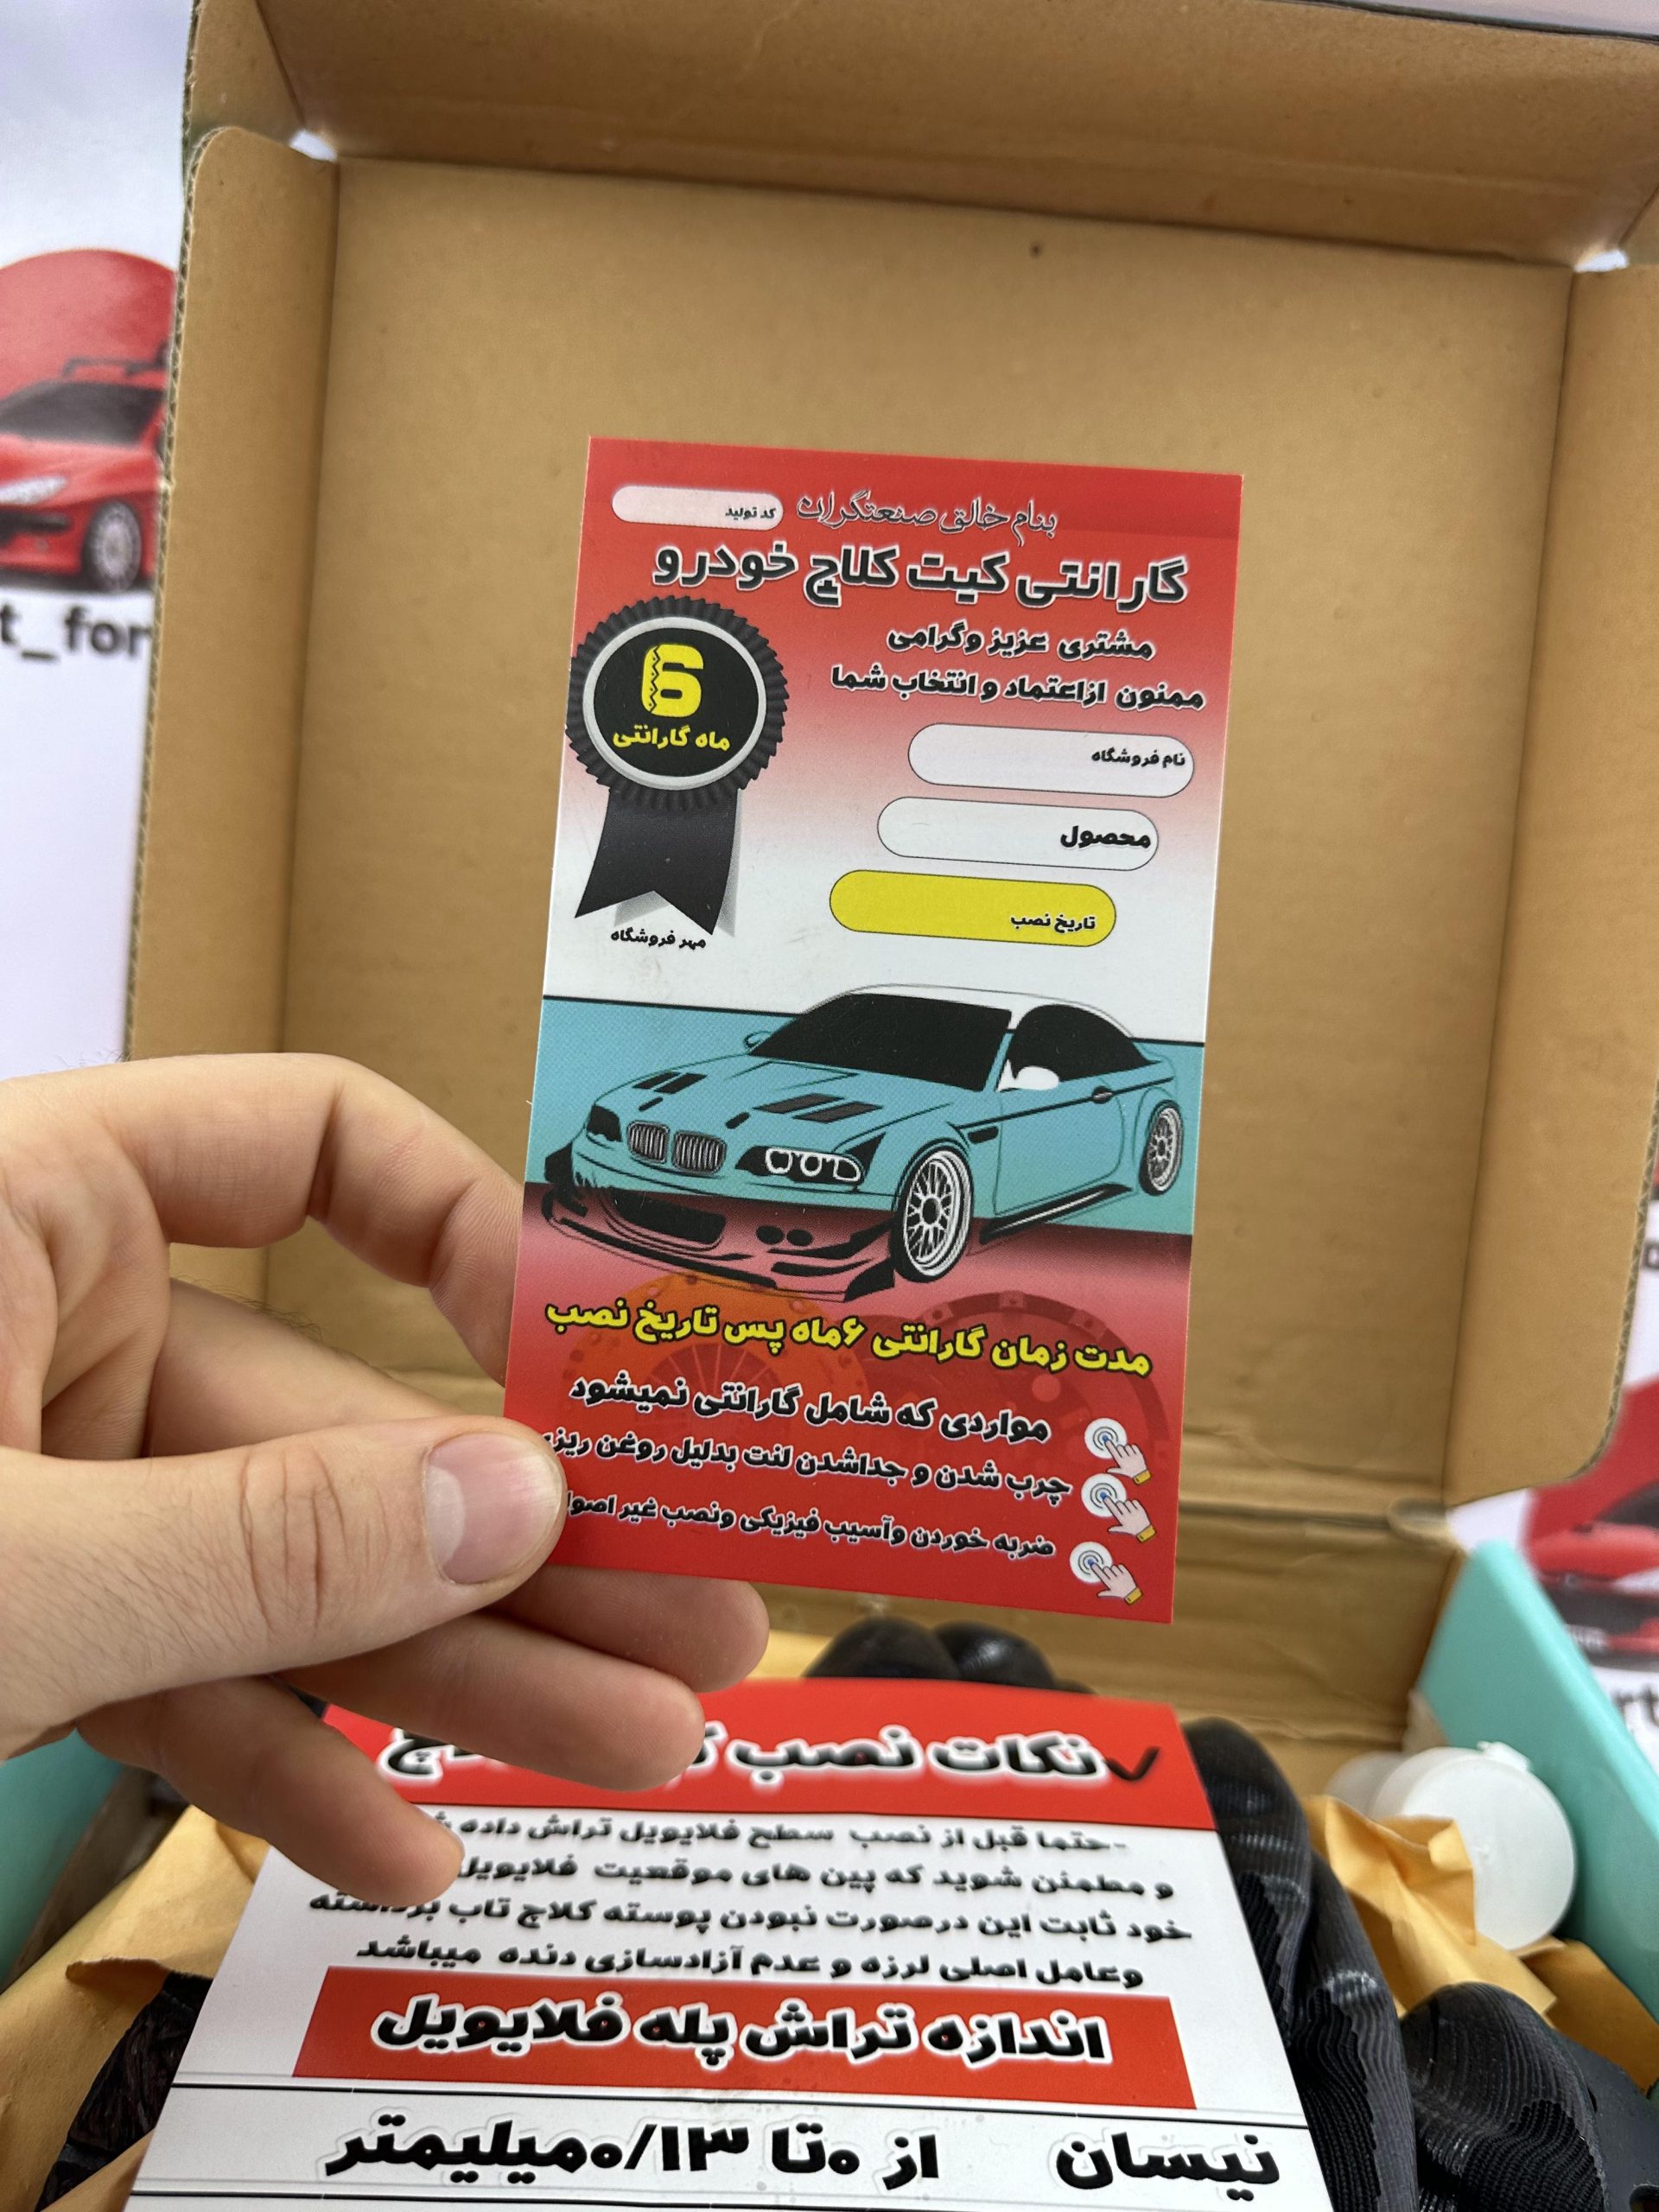 t_for
کد تولید
بنام خالق صنعتگران
گارانتی کیت کلاچ خودرو
مشتری عزیز وگرامی
ممنون ازاعتماد و انتخاب شما
6
ماه گارانتی
نام فروشگاه
محصول
تاریخ نصب
مهر فروشگاه
مدت زمان گارانتی ۶ماه پس تاریخ نصب
مواردی که شامل گارانتی نمیشود
چرب شدن و جداشدن لنت بدلیل روغن
ضربه خوردن وآسیب فیزیکی ونصب غیر
rt
✓نکات نصب
-حتما قبل از نصب سطح فلایویل تراش داده
و مطمئن شوید که پین های موقعیت فلایویل
خود ثابت این درصورت نبودن پوسته کلاچ تاب برداشته
وعامل اصلی لرزه و عدم آزادسازی دنده میباشد
اندازه تراش پله فلایویل
نیسان از ۰تا ۰/۱۳میلیمتر